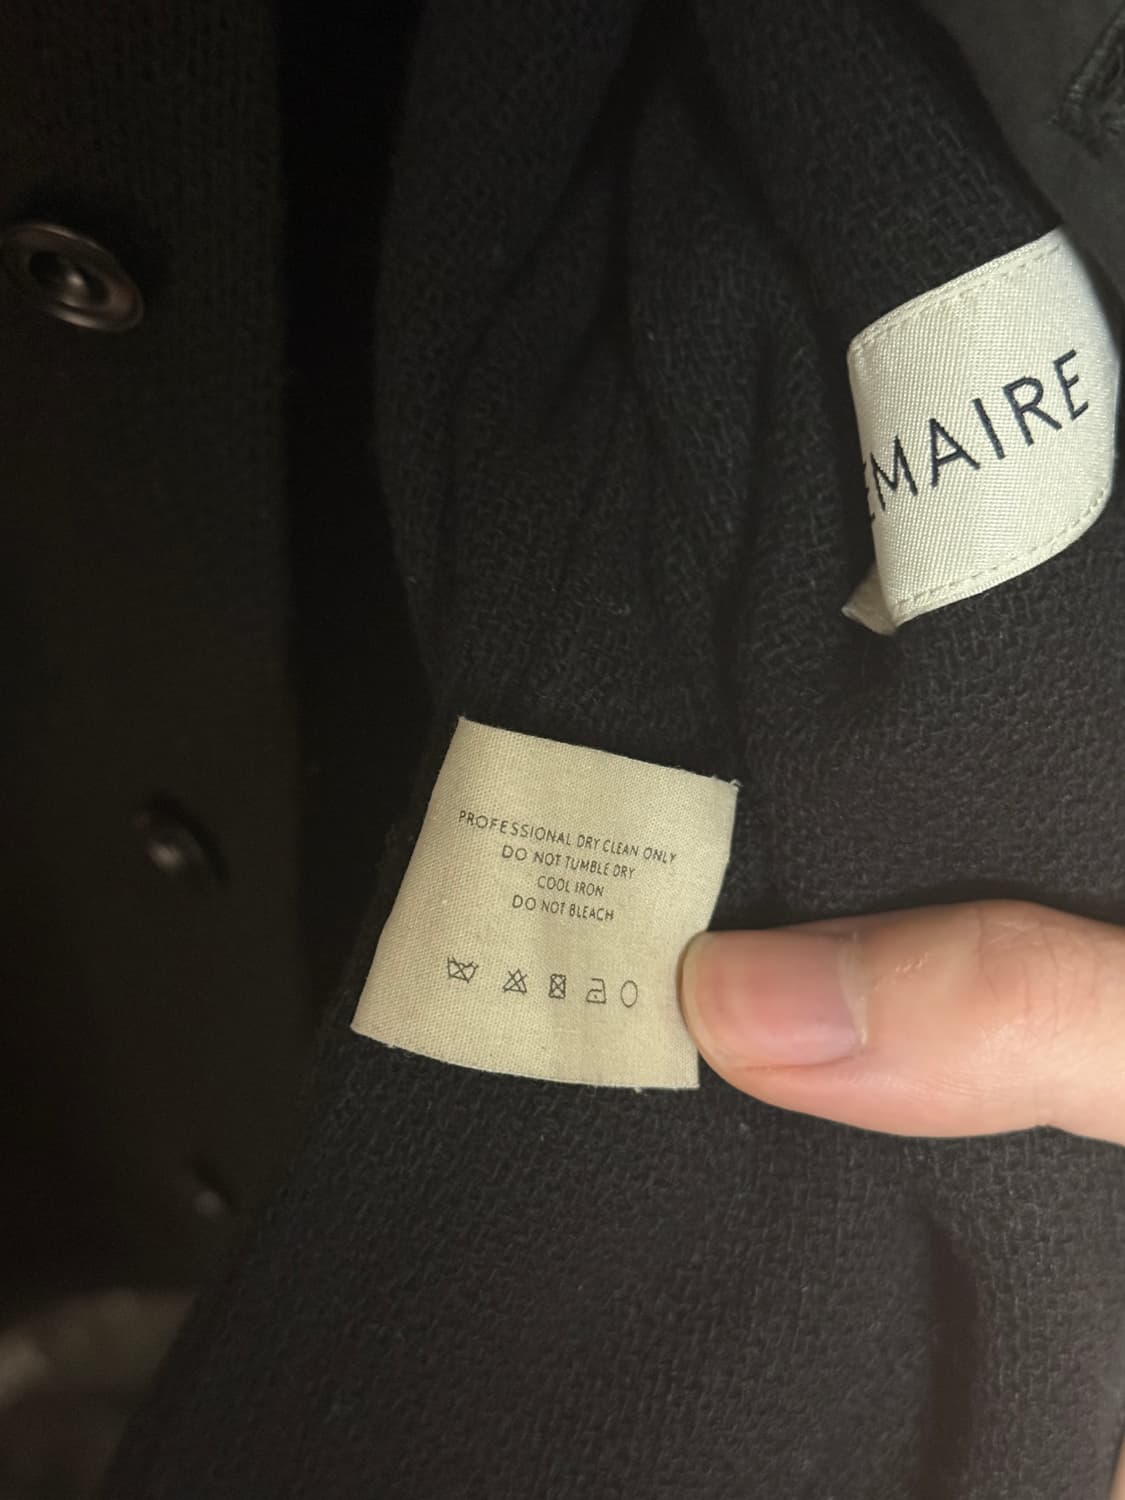 EMAIRE
PROFESSIONAL DRY CLEAN ONLY
DO NOT TUMBLE DRY
COOL IRON
DO NOT BLEACH